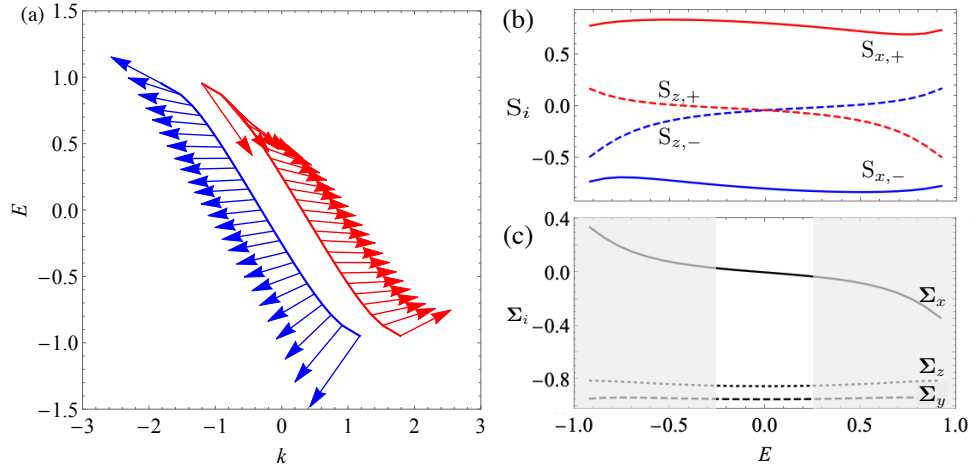 (a)
1.5
1.0
0.5
0.0
−0.5
−1.0
−1.5
E
−3 −2 −1 0 1 2 3
k
(b)
0.5
0.0
−0.5
S_i
S_{x,+}
S_{z,+}
S_{z,−}
S_{x,−}
(c)
0.4
0.0
−0.4
−0.8
Σ_i
Σ_x
Σ_z
Σ_y
−1.0 −0.5 0.0 0.5 1.0
E